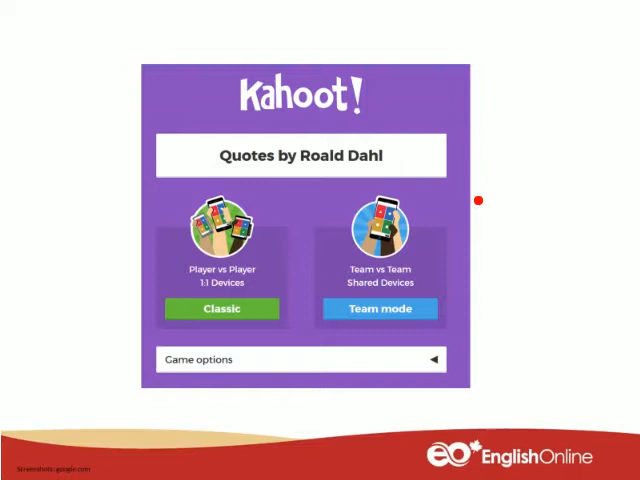 Kahoot!
Quotes by Roald Dahl
Player vs Player
1:1 Devices
Classic
Team vs Team
Shared Devices
Team mode
Game options
EnglishOnline
Screenshots: google.com